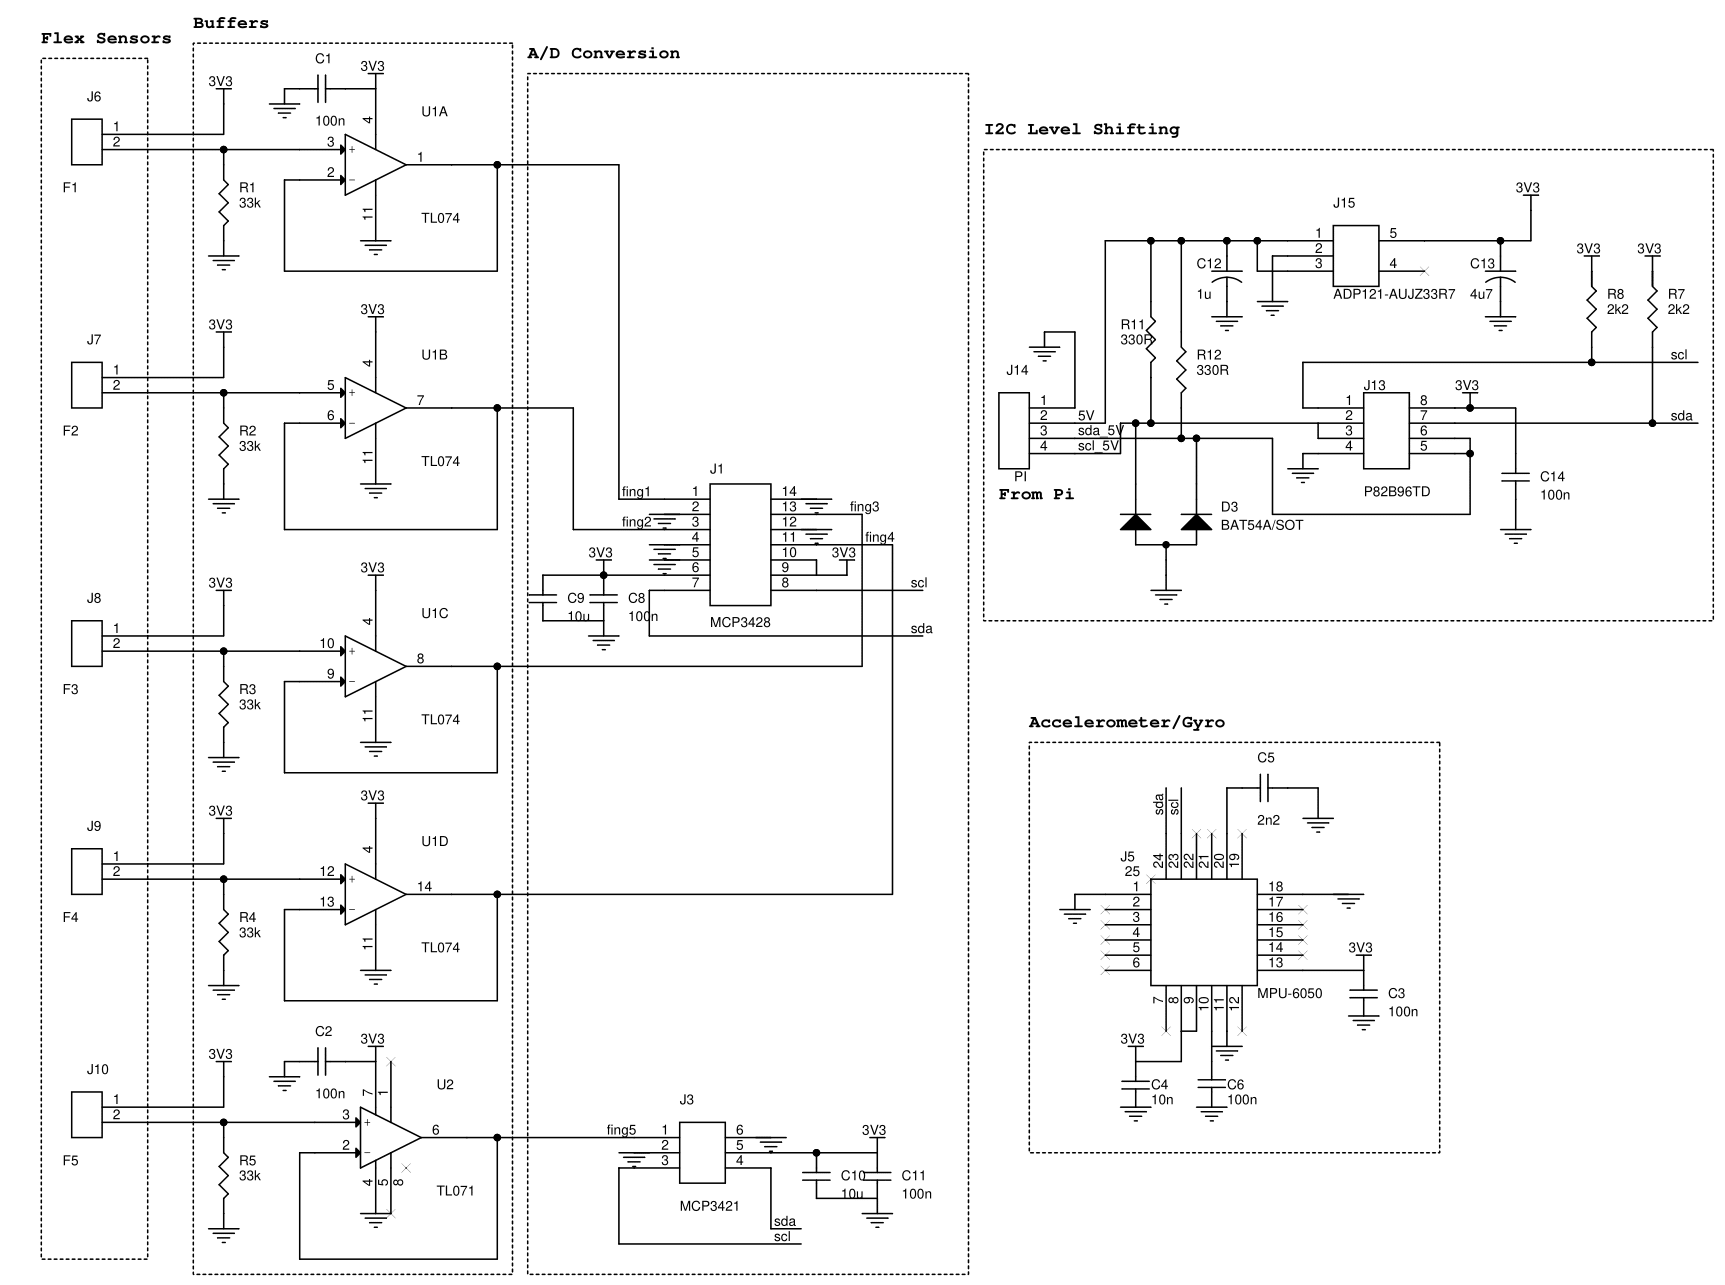 Flex Sensors
J6
1
2
F1
J7
1
2
F2
J8
1
2
F3
J9
1
2
F4
J10
1
2
F5
Buffers
3V3
R1
33k
C1
100n
3V3
4
U1A
3
+
2
−
1
11
TL074
3V3
R2
33k
3V3
4
U1B
5
+
6
−
7
11
TL074
3V3
R3
33k
3V3
4
U1C
10
+
9
−
8
11
TL074
3V3
R4
33k
3V3
4
U1D
12
+
13
−
14
11
TL074
3V3
R5
33k
C2
100n
3V3
7
1
U2
3
+
2
−
6
4
5
8
TL071
A/D Conversion
J1
fing1
1
2
fing2
3
4
5
6
7
14
13
fing3
12
11
fing4
10
9
8
3V3
3V3
C9
10u
C8
100n
MCP3428
scl
sda
J3
fing5
1
2
3
6
5
4
MCP3421
3V3
C10
10u
C11
100n
sda
scl
I2C Level Shifting
J15
1
2
3
5
4
ADP121-AUJZ33R7
3V3
C12
1u
C13
4u7
3V3
R8
2k2
3V3
R7
2k2
R11
330R
R12
330R
J14
1
2
3
4
5V
sda_5V
scl_5V
PI
From Pi
J13
1
2
3
4
8
7
6
5
3V3
P82B96TD
scl
sda
C14
100n
D3
BAT54A/SOT
Accelerometer/Gyro
C5
2n2
sda
scl
J5
25
24
23
22
21
20
19
1
2
3
4
5
6
18
17
16
15
14
13
7
8
9
10
11
12
MPU-6050
3V3
C3
100n
3V3
C4
10n
C6
100n